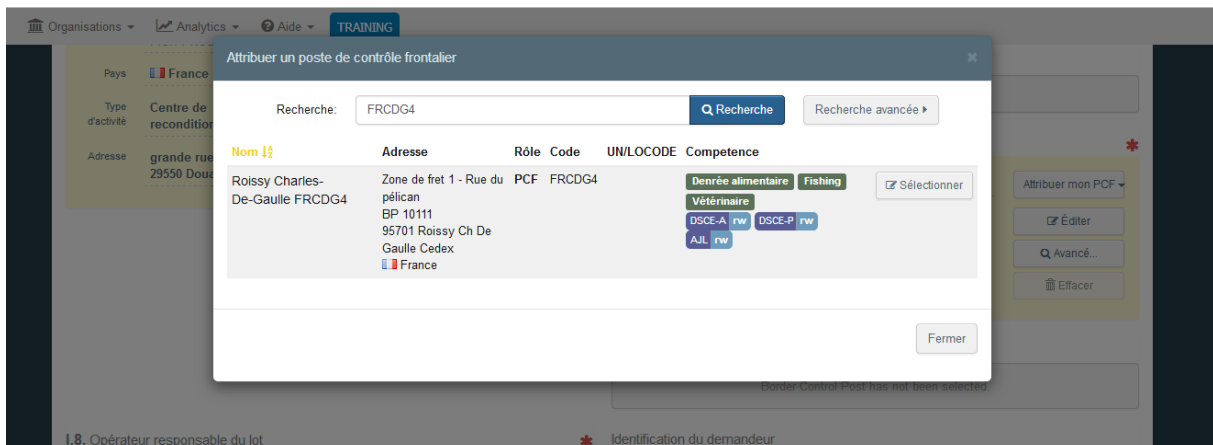 Organisations Analytics Aide TRAINING
Attribuer un poste de contrôle frontalier ×
Pays France
Type d'activité
Centre de
recondition
Adresse
grande rue
29550 Doua
Recherche: FRCDG4 Recherche Recherche avancée
Nom Adresse Rôle Code UN/LOCODE Competence
Roissy Charles-
De-Gaulle FRCDG4
Zone de fret 1 - Rue du
pélican
BP 10111
95701 Roissy Ch De
Gaulle Cedex
France
PCF FRCDG4
Denrée alimentaire Fishing
Vétérinaire
DSCE-A rw DSCE-P rw
AJL rw
Sélectionner
Attribuer mon PCF
Éditer
Avancé...
Effacer
Fermer
Border Control Post has not been selected.
I.8. Opérateur responsable du lot * Identification du demandeur